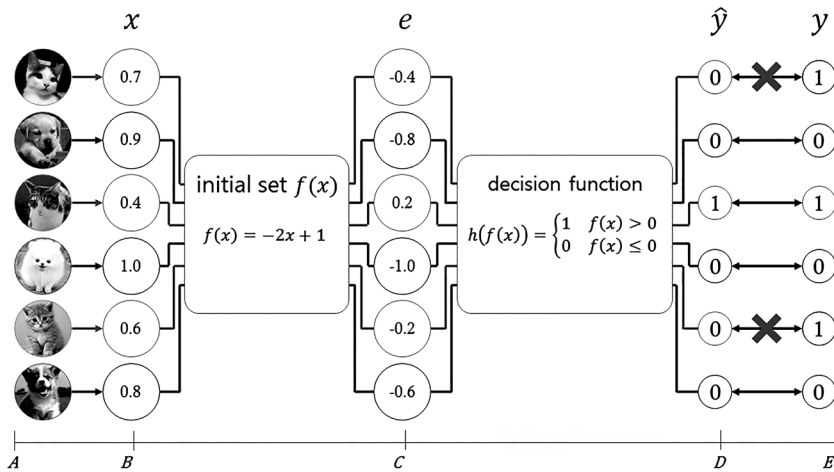 x e ŷ y
0.7 -0.4 0 1
0.9 -0.8 0 0
initial set f(x)
decision function
0.4 0.2 1 1
f(x) = −2x + 1
h(f(x)) = {1 f(x) > 0
0 f(x) ≤ 0
1.0 -1.0 0 0
0.6 -0.2 0 1
0.8 -0.6 0 0
A B C D E